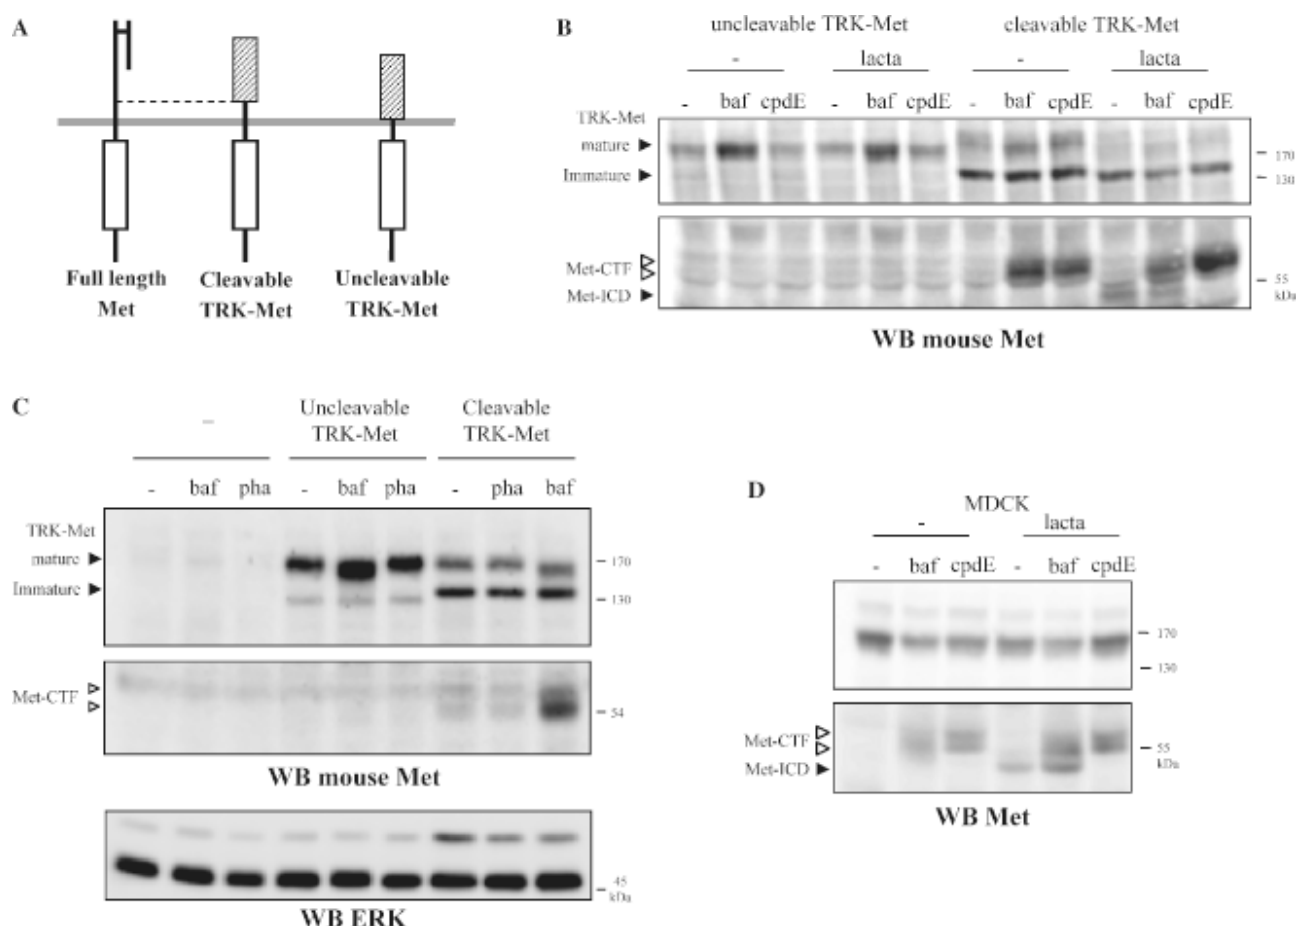 A
Full length
Met
Cleavable
TRK-Met
Uncleavable
TRK-Met
B
uncleavable TRK-Met cleavable TRK-Met
- lacta - lacta
- baf cpdE - baf cpdE - baf cpdE - baf cpdE
TRK-Met
mature
Immature
170
130
Met-CTF
Met-ICD
55
kDa
WB mouse Met
C
- Uncleavable TRK-Met Cleavable TRK-Met
- baf pha - baf pha - pha baf
TRK-Met
mature
Immature
170
130
Met-CTF
54
WB mouse Met
45
kDa
WB ERK
D
MDCK
- lacta
- baf cpdE - baf cpdE
170
130
Met-CTF
Met-ICD
55
kDa
WB Met